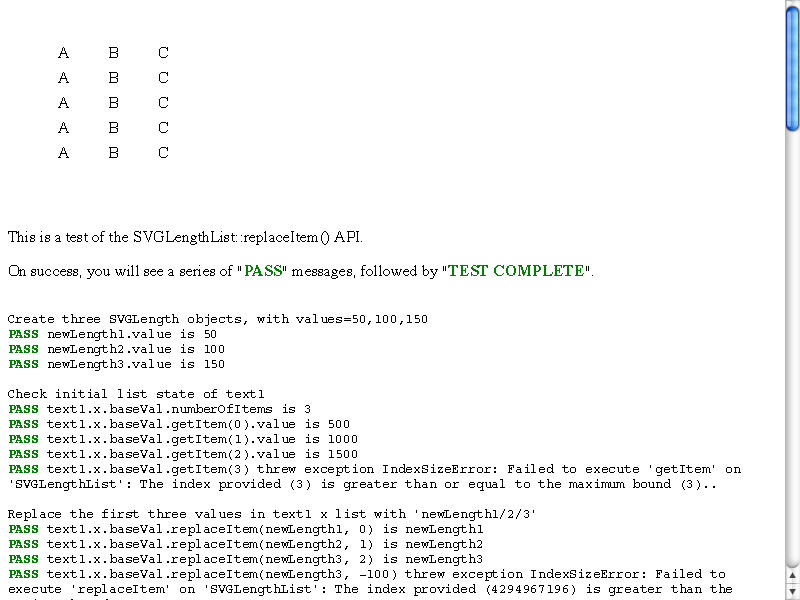 A B C
A B C
A B C
A B C
A B C
This is a test of the SVGLengthList::replaceItem() API.
On success, you will see a series of "PASS" messages, followed by "TEST COMPLETE".
Create three SVGLength objects, with values=50,100,150
PASS newLength1.value is 50
PASS newLength2.value is 100
PASS newLength3.value is 150
Check initial list state of text1
PASS text1.x.baseVal.numberOfItems is 3
PASS text1.x.baseVal.getItem(0).value is 500
PASS text1.x.baseVal.getItem(1).value is 1000
PASS text1.x.baseVal.getItem(2).value is 1500
PASS text1.x.baseVal.getItem(3) threw exception IndexSizeError: Failed to execute 'getItem' on
'SVGLengthList': The index provided (3) is greater than or equal to the maximum bound (3)..
Replace the first three values in text1 x list with 'newLength1/2/3'
PASS text1.x.baseVal.replaceItem(newLength1, 0) is newLength1
PASS text1.x.baseVal.replaceItem(newLength2, 1) is newLength2
PASS text1.x.baseVal.replaceItem(newLength3, 2) is newLength3
PASS text1.x.baseVal.replaceItem(newLength3, -100) threw exception IndexSizeError: Failed to
execute 'replaceItem' on 'SVGLengthList': The index provided (4294967196) is greater than the